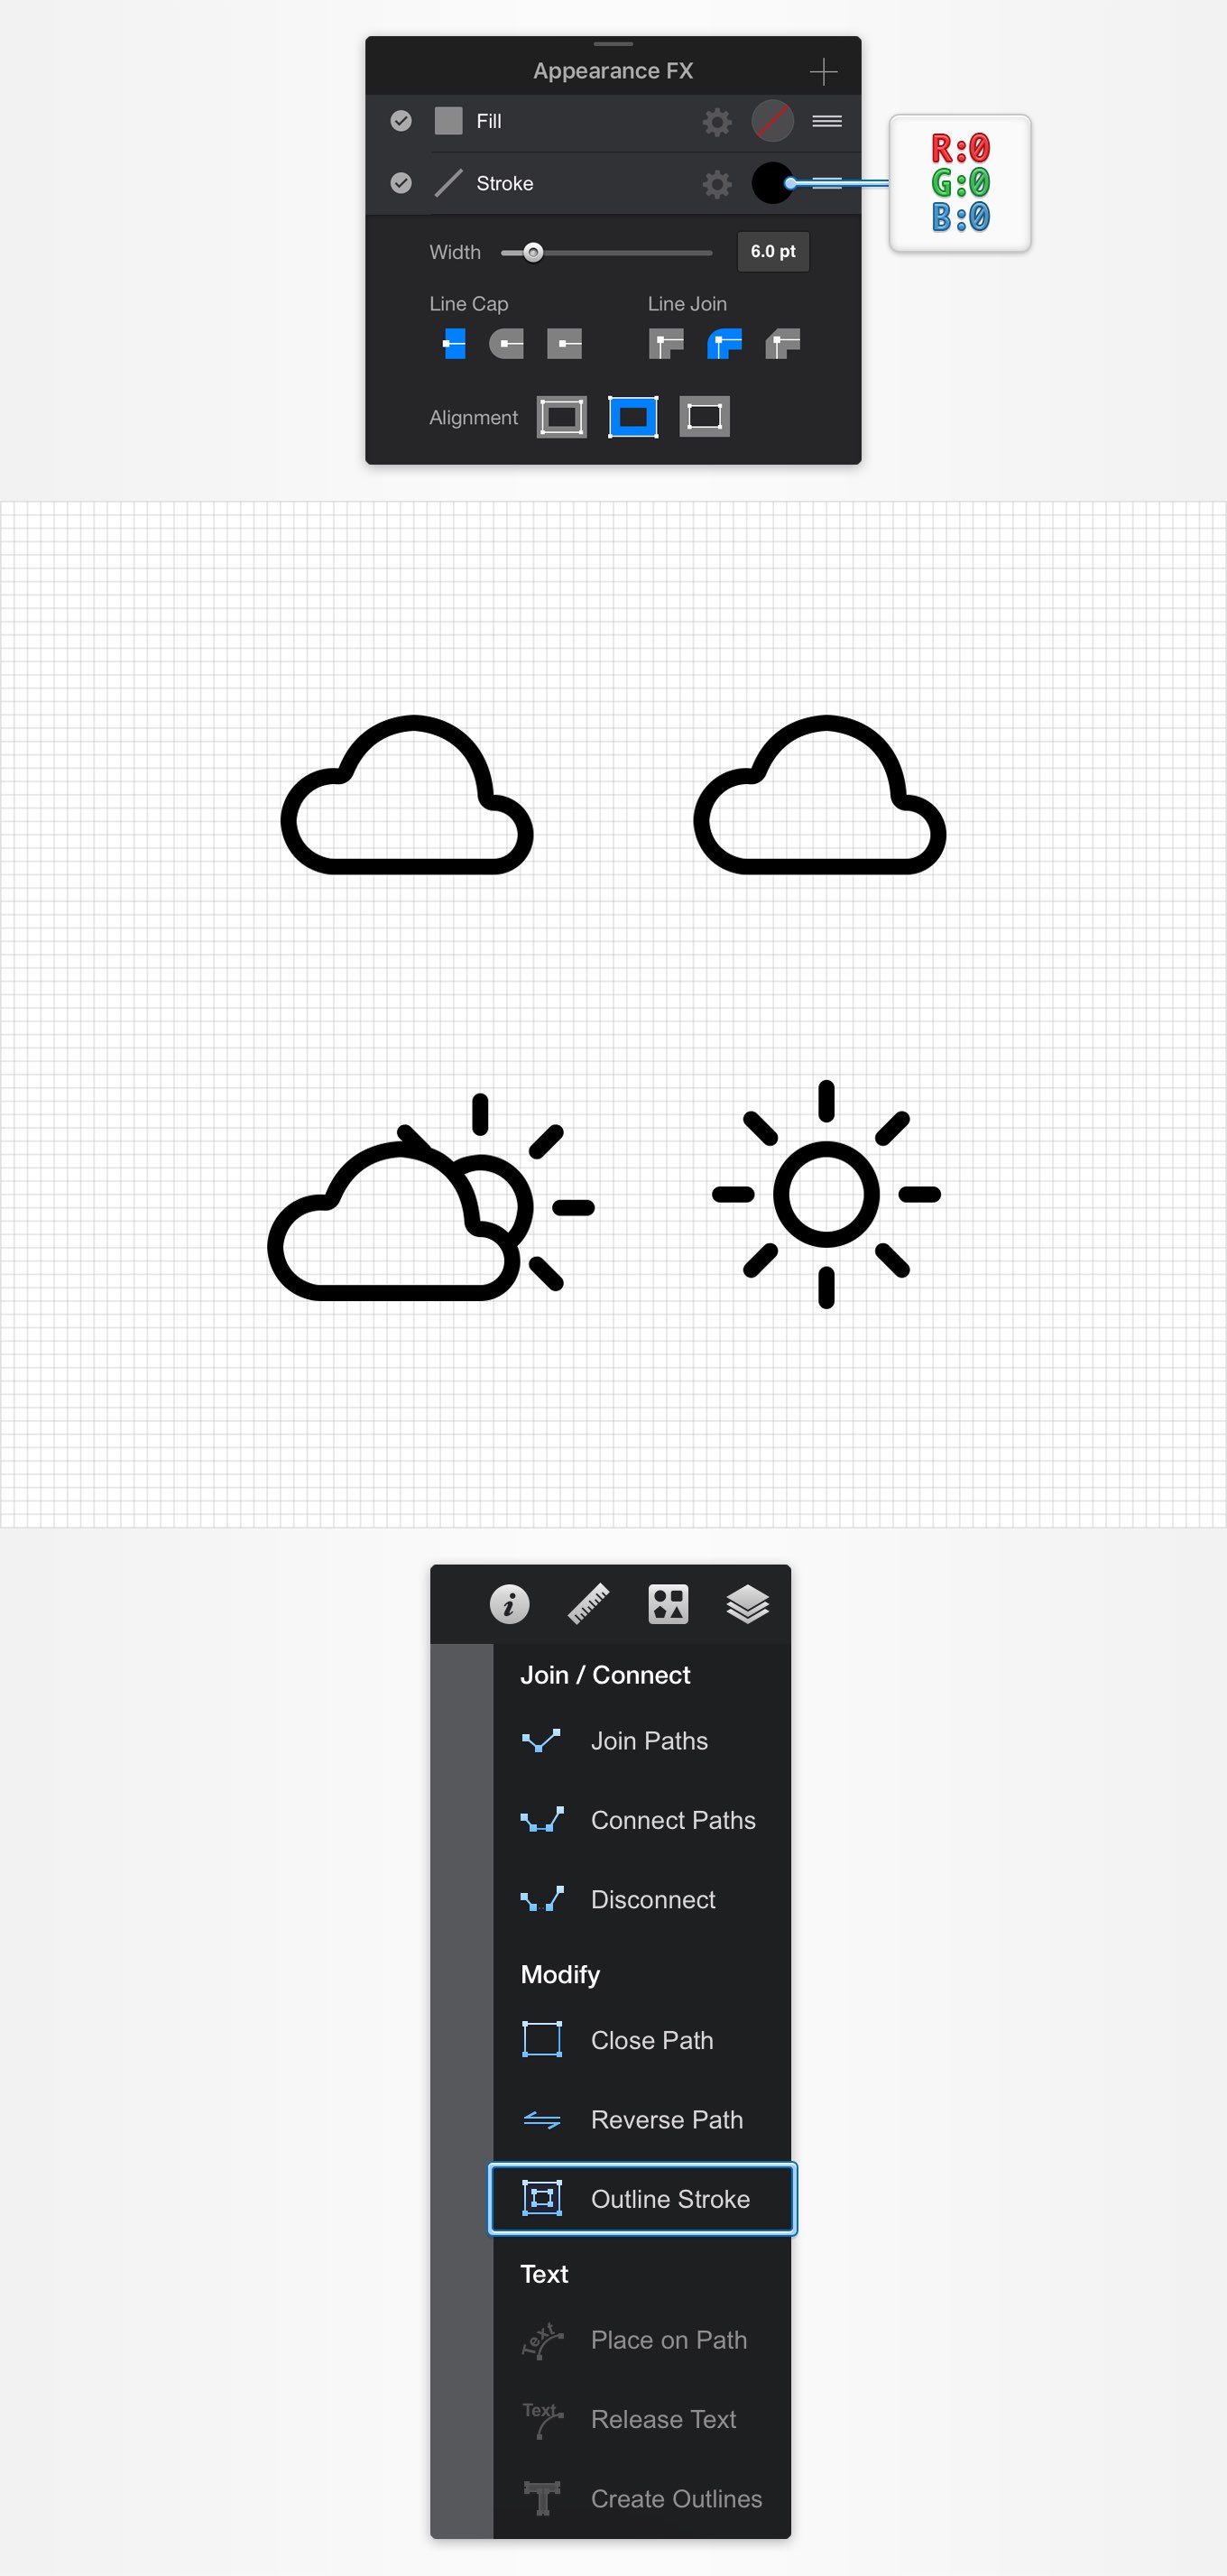 Appearance FX
Fill
Stroke
R:0
G:0
B:0
Width 6.0 pt
Line Cap Line Join
Alignment
Join / Connect
Join Paths
Connect Paths
Disconnect
Modify
Close Path
Reverse Path
Outline Stroke
Text
Text Place on Path
Text Release Text
Create Outlines